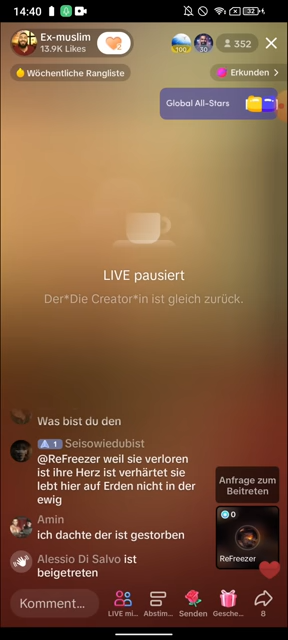 14:40
32
Ex-muslim
13.9K Likes
100
30
352
Wöchentliche Rangliste
Erkunden >
Global All-Stars
LIVE pausiert
Der*Die Creator*in ist gleich zurück.
Was bist du den
1 Seisowiedubist
@ReFreezer weil sie verloren
ist ihre Herz ist verhärtet sie
lebt hier auf Erden nicht in der
ewig
Amin
ich dachte der ist gestorben
Alessio Di Salvo ist
beigetreten
Anfrage zum
Beitreten
0
ReFreezer
Komment...
LIVE mi...
Abstim...
Senden
Gesche...
8